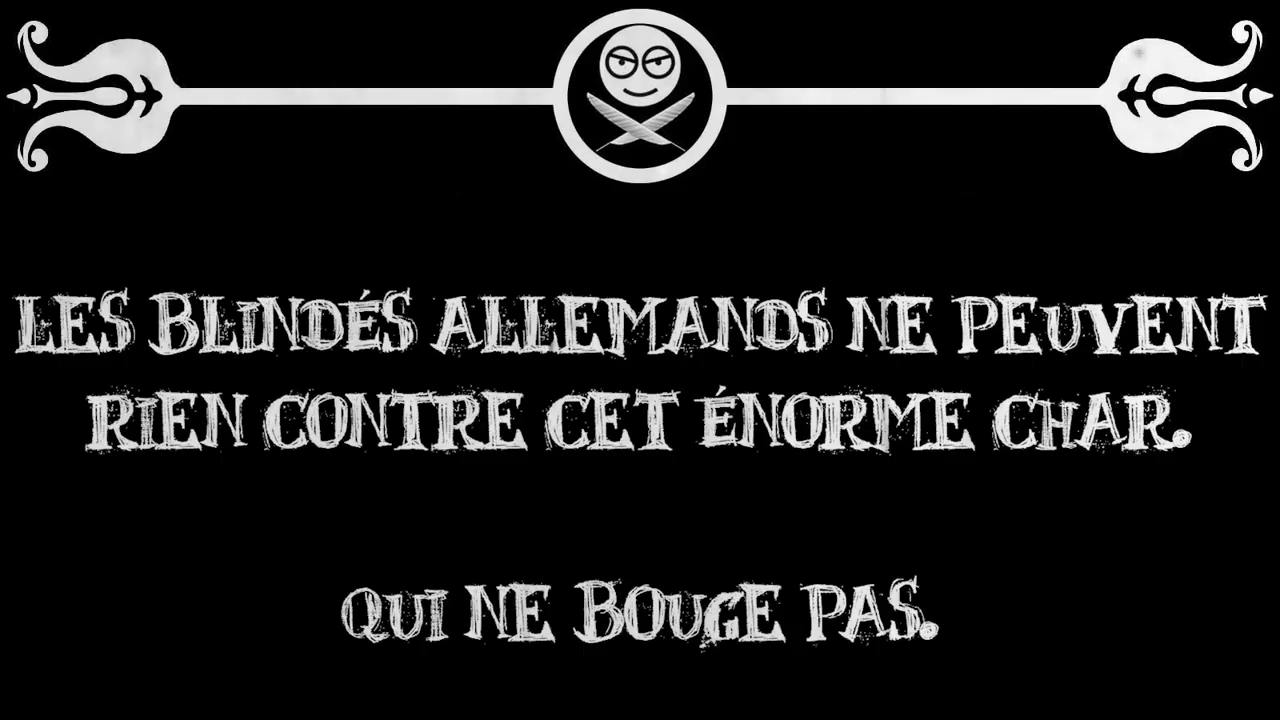 LES BLINDÉS ALLEMANDS NE PEUVENT
RIEN CONTRE CET ÉNORME CHAR.
QUI NE BOUGE PAS.